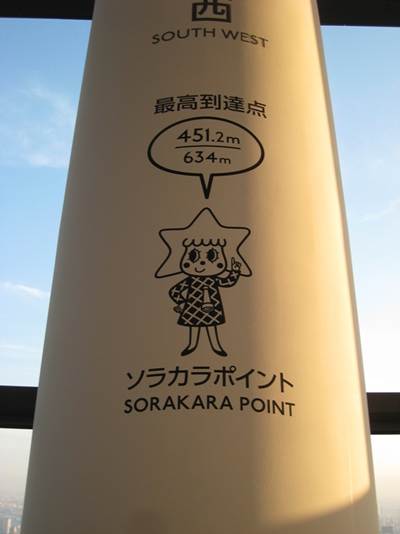 西
SOUTH WEST
最高到達点
451.2m
634m
ソラカラポイント
SORAKARA POINT